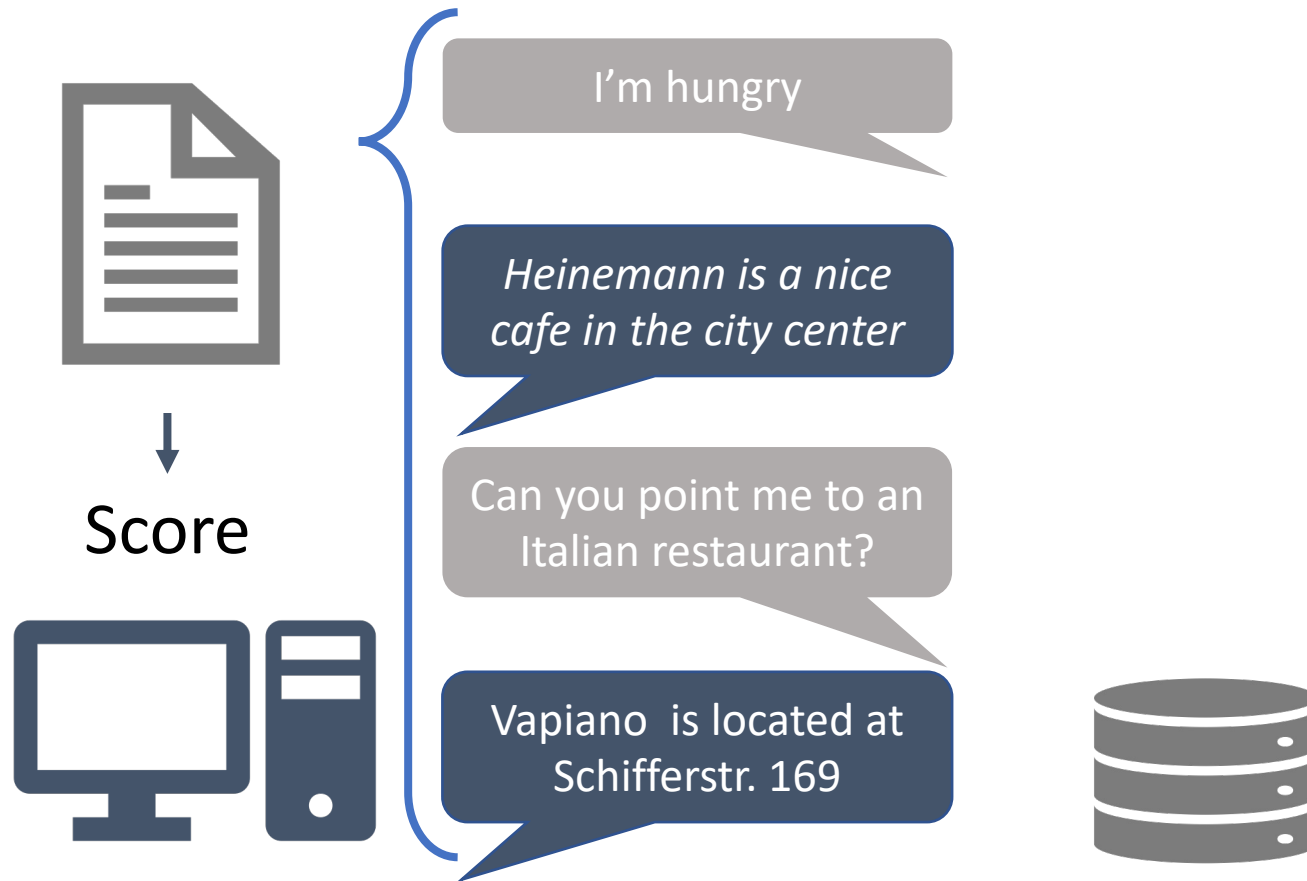 I’m hungry
Heinemann is a nice
cafe in the city center
Score
Can you point me to an
Italian restaurant?
Vapiano  is located at
Schifferstr. 169